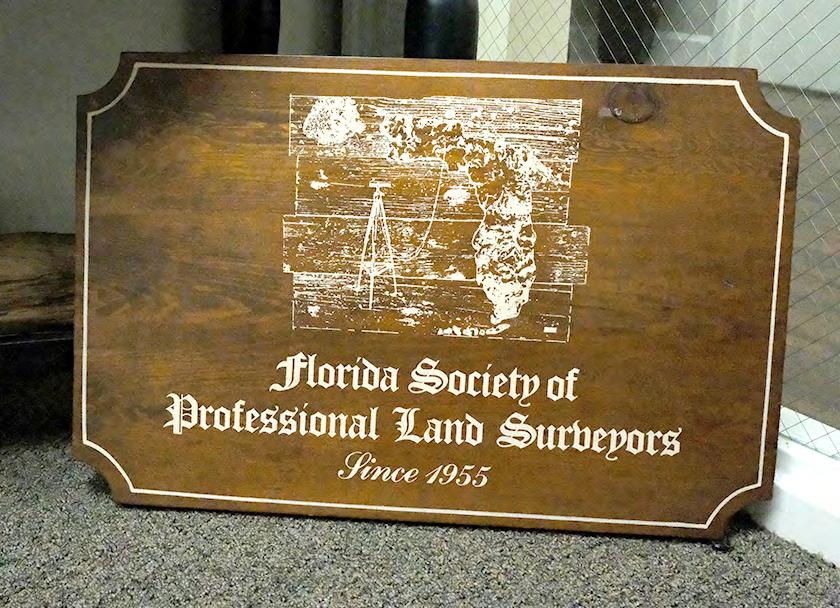 Florida Society of
Professional Land Surveyors
Since 1955